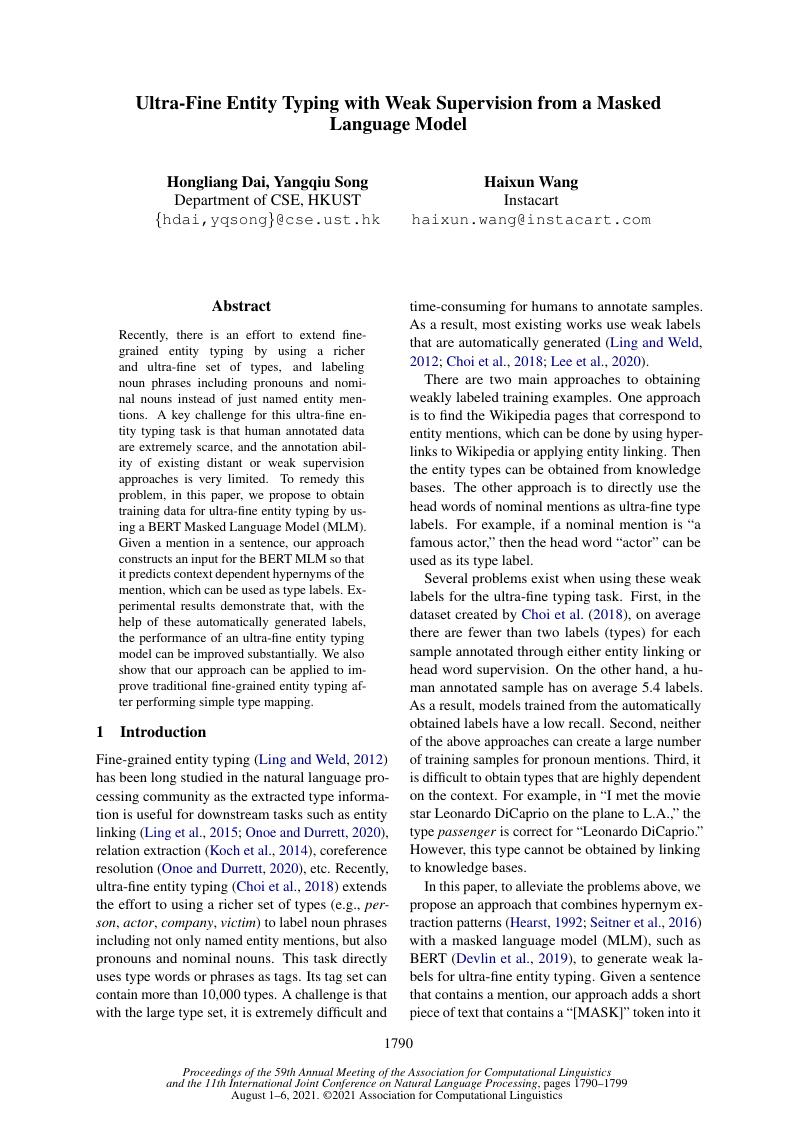 Ultra-Fine Entity Typing with Weak Supervision from a Masked
Language Model
Hongliang Dai, Yangqiu Song
Department of CSE, HKUST
{hdai,yqsong}@cse.ust.hk
Haixun Wang
Instacart
haixun.wang@instacart.com
Abstract
Recently, there is an effort to extend fine-
grained entity typing by using a richer
and ultra-fine set of types, and labeling
noun phrases including pronouns and nomi-
nal nouns instead of just named entity men-
tions. A key challenge for this ultra-fine en-
tity typing task is that human annotated data
are extremely scarce, and the annotation abil-
ity of existing distant or weak supervision
approaches is very limited. To remedy this
problem, in this paper, we propose to obtain
training data for ultra-fine entity typing by us-
ing a BERT Masked Language Model (MLM).
Given a mention in a sentence, our approach
constructs an input for the BERT MLM so that
it predicts context dependent hypernyms of the
mention, which can be used as type labels. Ex-
perimental results demonstrate that, with the
help of these automatically generated labels,
the performance of an ultra-fine entity typing
model can be improved substantially. We also
show that our approach can be applied to im-
prove traditional fine-grained entity typing af-
ter performing simple type mapping.
1 Introduction
Fine-grained entity typing (Ling and Weld, 2012)
has been long studied in the natural language pro-
cessing community as the extracted type informa-
tion is useful for downstream tasks such as entity
linking (Ling et al., 2015; Onoe and Durrett, 2020),
relation extraction (Koch et al., 2014), coreference
resolution (Onoe and Durrett, 2020), etc. Recently,
ultra-fine entity typing (Choi et al., 2018) extends
the effort to using a richer set of types (e.g., per-
son, actor, company, victim) to label noun phrases
including not only named entity mentions, but also
pronouns and nominal nouns. This task directly
uses type words or phrases as tags. Its tag set can
contain more than 10,000 types. A challenge is that
with the large type set, it is extremely difficult and
time-consuming for humans to annotate samples.
As a result, most existing works use weak labels
that are automatically generated (Ling and Weld,
2012; Choi et al., 2018; Lee et al., 2020).
There are two main approaches to obtaining
weakly labeled training examples. One approach
is to find the Wikipedia pages that correspond to
entity mentions, which can be done by using hyper-
links to Wikipedia or applying entity linking. Then
the entity types can be obtained from knowledge
bases. The other approach is to directly use the
head words of nominal mentions as ultra-fine type
labels. For example, if a nominal mention is “a
famous actor,” then the head word “actor” can be
used as its type label.
Several problems exist when using these weak
labels for the ultra-fine typing task. First, in the
dataset created by Choi et al. (2018), on average
there are fewer than two labels (types) for each
sample annotated through either entity linking or
head word supervision. On the other hand, a hu-
man annotated sample has on average 5.4 labels.
As a result, models trained from the automatically
obtained labels have a low recall. Second, neither
of the above approaches can create a large number
of training samples for pronoun mentions. Third, it
is difficult to obtain types that are highly dependent
on the context. For example, in “I met the movie
star Leonardo DiCaprio on the plane to L.A.,” the
type passenger is correct for “Leonardo DiCaprio.”
However, this type cannot be obtained by linking
to knowledge bases.
In this paper, to alleviate the problems above, we
propose an approach that combines hypernym ex-
traction patterns (Hearst, 1992; Seitner et al., 2016)
with a masked language model (MLM), such as
BERT (Devlin et al., 2019), to generate weak la-
bels for ultra-fine entity typing. Given a sentence
that contains a mention, our approach adds a short
piece of text that contains a “[MASK]” token into it
1790
Proceedings of the 59th Annual Meeting of the Association for Computational Linguistics
and the 11th International Joint Conference on Natural Language Processing, pages 1790–1799
August 1–6, 2021. ©2021 Association for Computational Linguistics